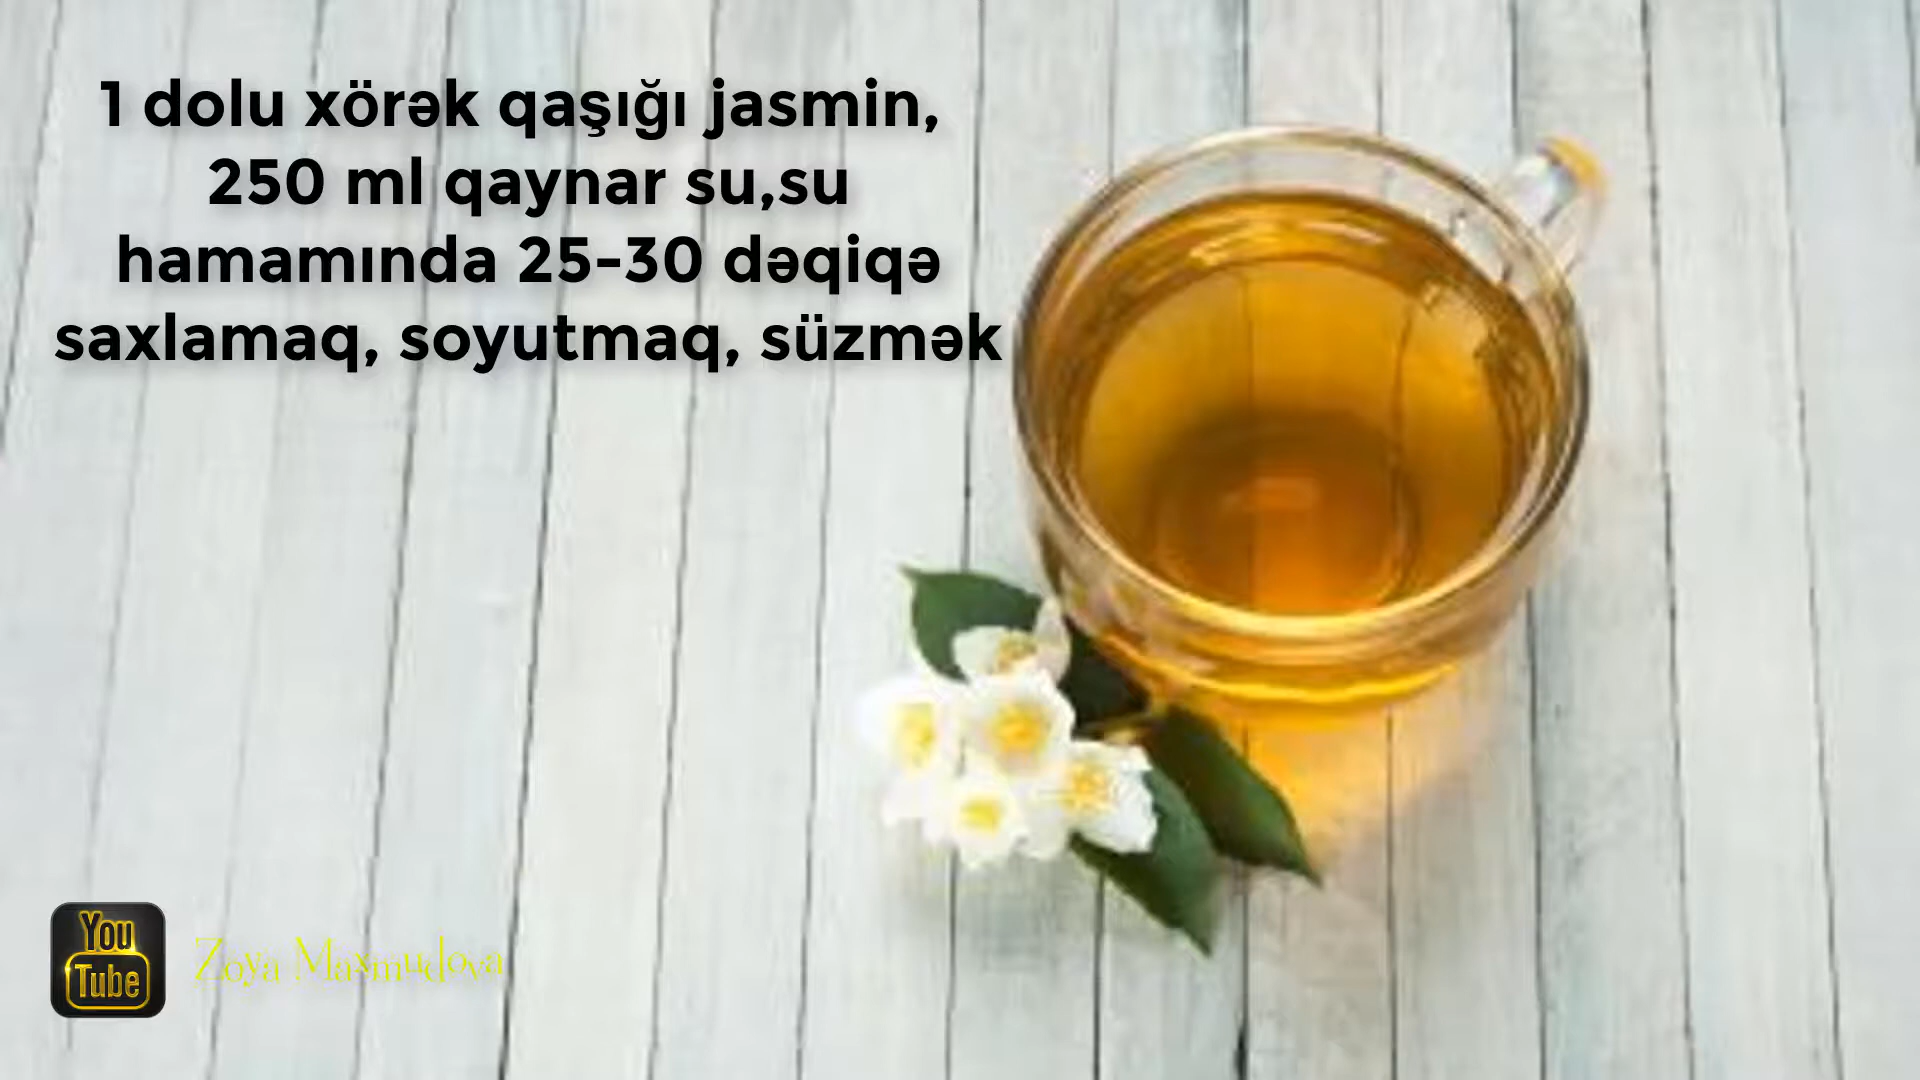 1 dolu xörək qaşığı jasmin,
250 ml qaynar su,su
hamamında 25-30 dəqiqə
saxlamaq, soyutmaq, süzmək
You
Tube
Zoya Maxmudova